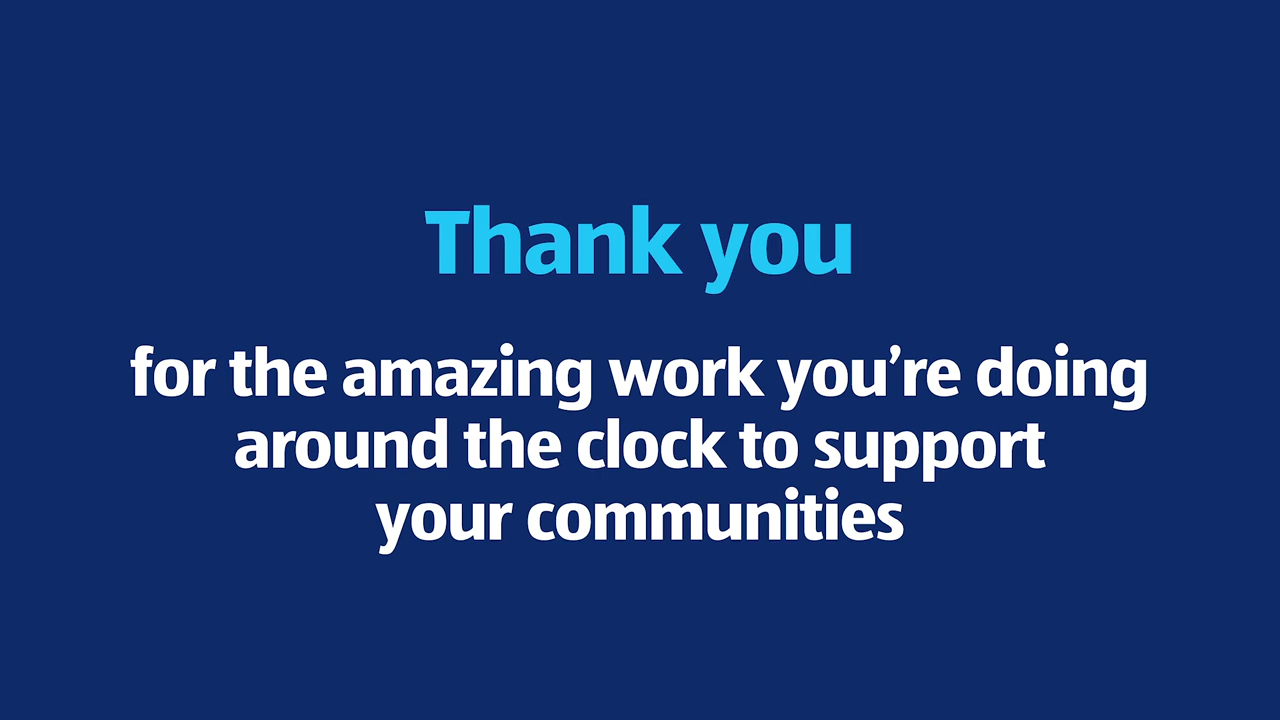 Thank you
for the amazing work you’re doing
around the clock to support
your communities